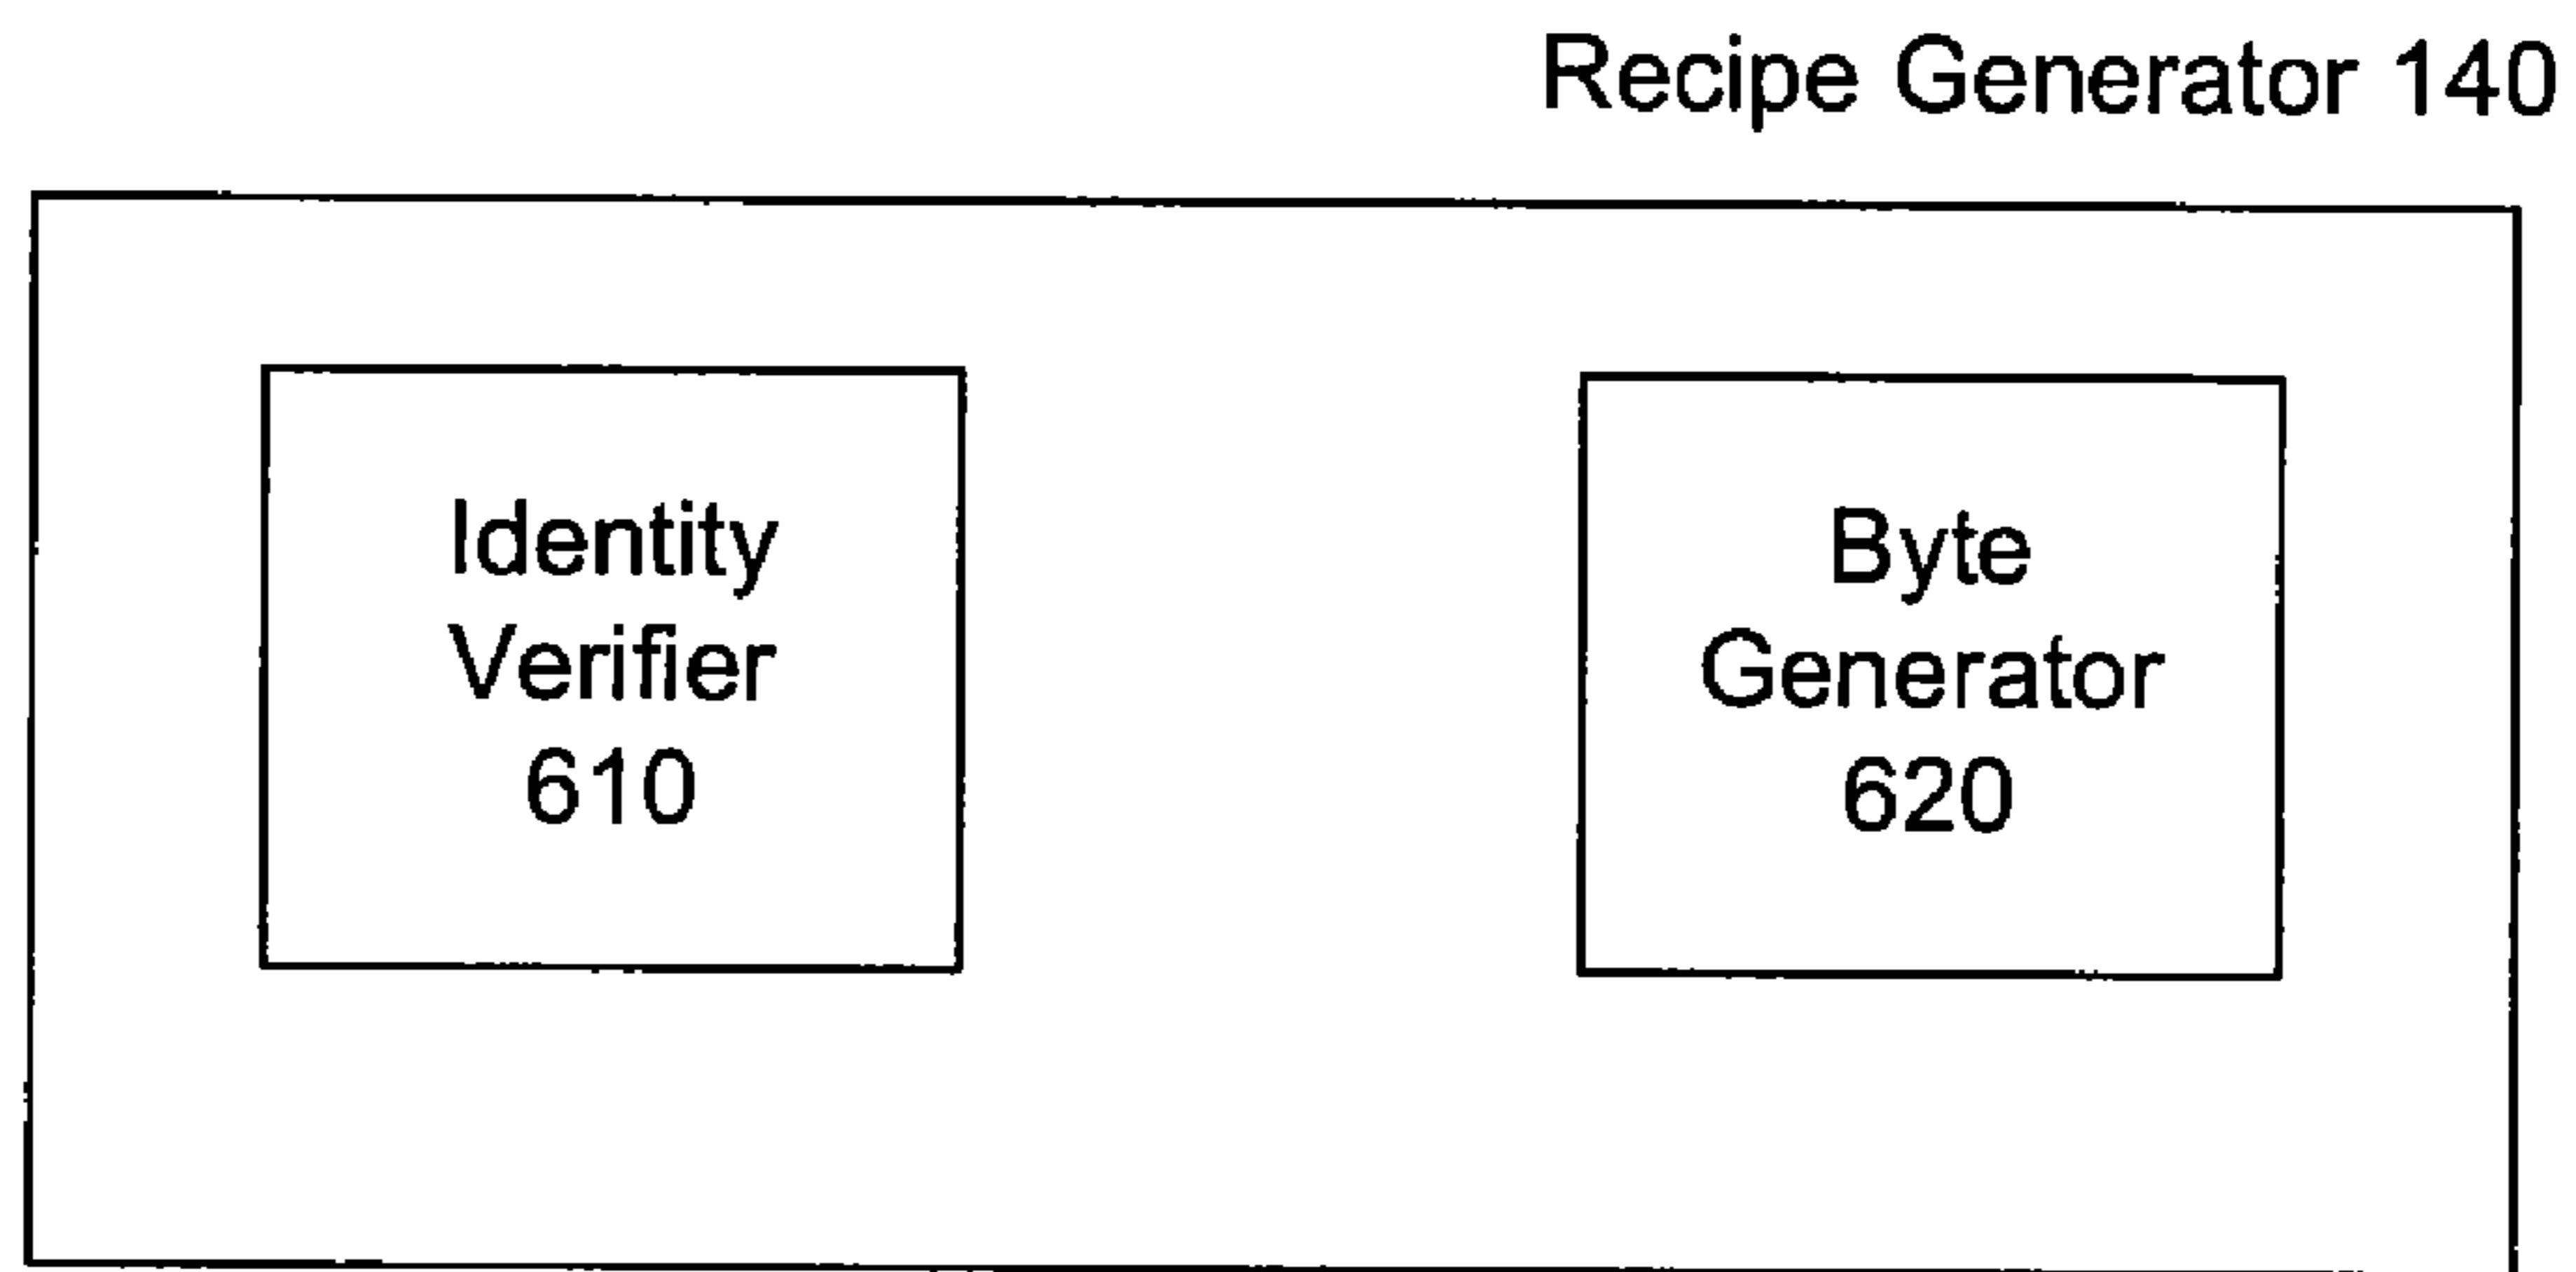 Recipe Generator 140
Identity
Verifier
610
Byte
Generator
620